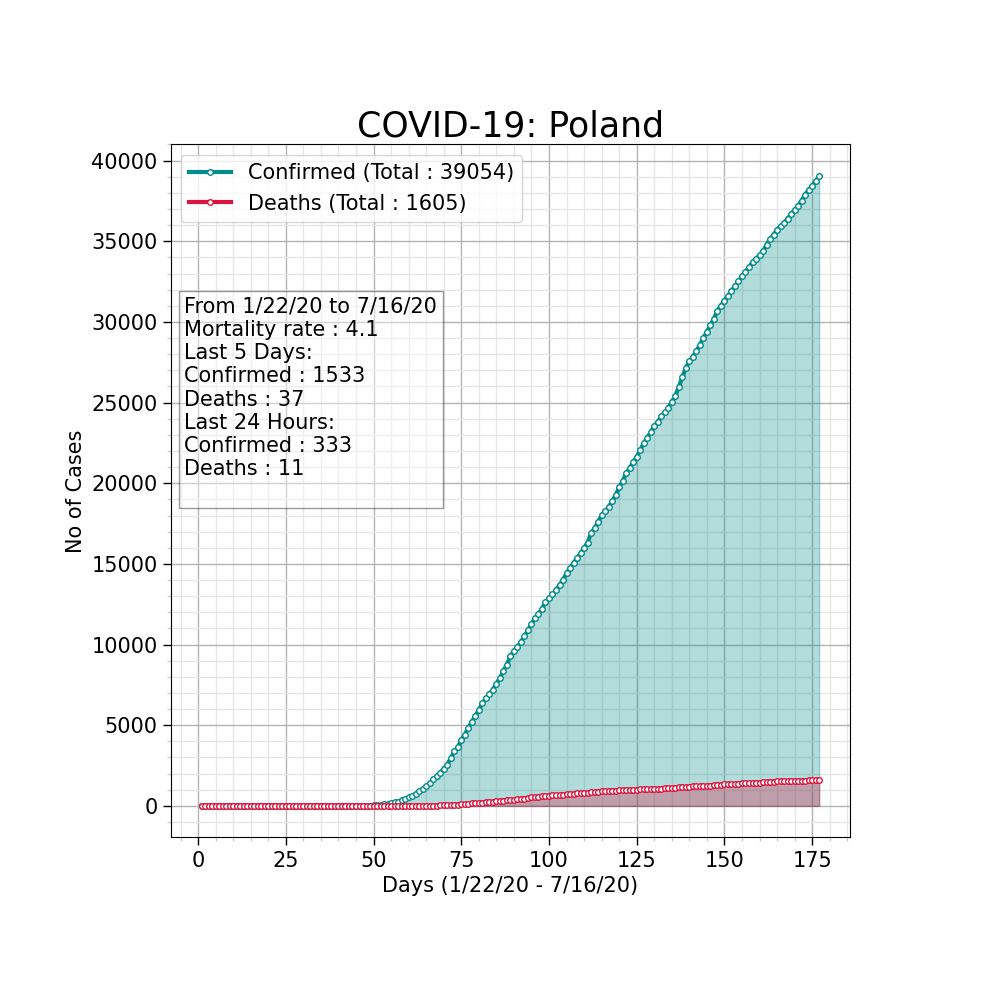 COVID-19: Poland
Confirmed (Total : 39054)
Deaths (Total : 1605)
From 1/22/20 to 7/16/20
Mortality rate : 4.1
Last 5 Days:
Confirmed : 1533
Deaths : 37
Last 24 Hours:
Confirmed : 333
Deaths : 11
No of Cases
40000
35000
30000
25000
20000
15000
10000
5000
0
0 25 50 75 100 125 150 175
Days (1/22/20 - 7/16/20)